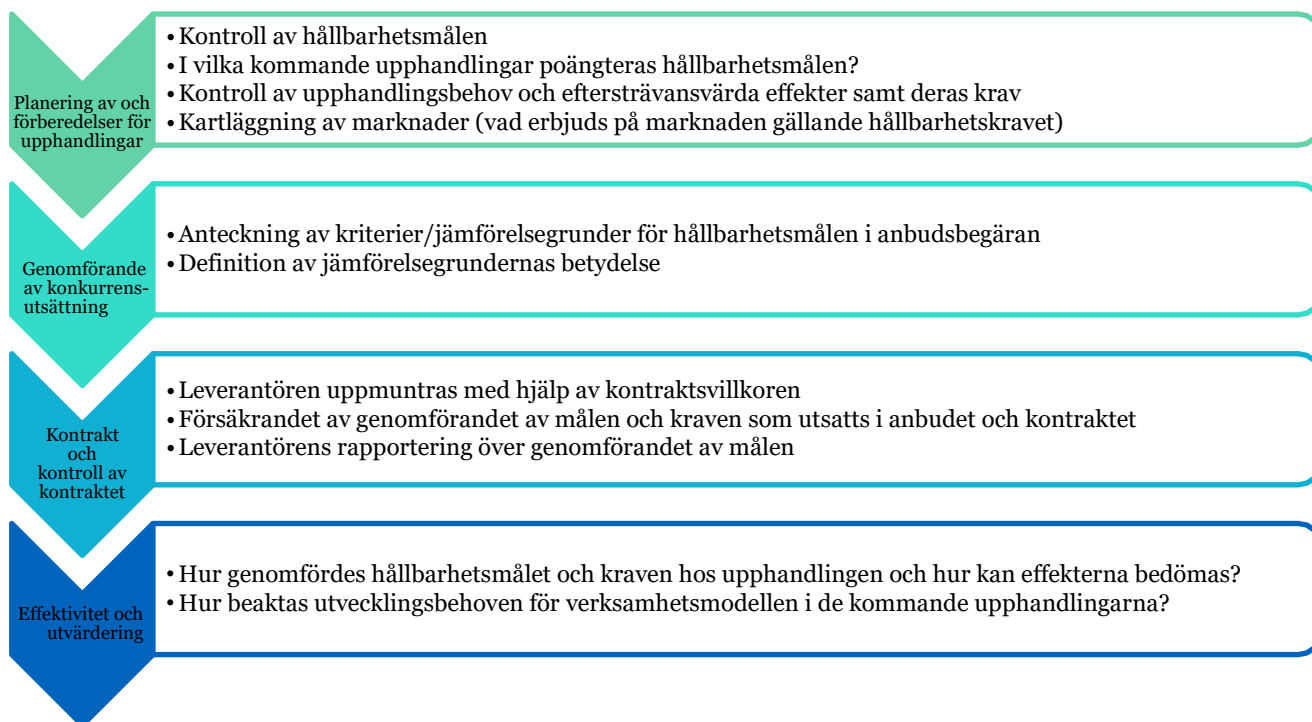 Planering av och
förberedelser för
upphandlingar
• Kontroll av hållbarhetsmålen
• I vilka kommande upphandlingar poängteras hållbarhetsmålen?
• Kontroll av upphandlingsbehov och eftersträvansvärda effekter samt deras krav
• Kartläggning av marknader (vad erbjuds på marknaden gällande hållbarhetskravet)
Genomförande
av konkurrens-
utsättning
• Anteckning av kriterier/jämförelsegrunder för hållbarhetsmålen i anbudsbegäran
• Definition av jämförelsegrundernas betydelse
Kontrakt
och
kontroll av
kontraktet
• Leverantören uppmuntras med hjälp av kontraktsvillkoren
• Försäkrandet av genomförandet av målen och kraven som utsatts i anbudet och kontraktet
• Leverantörens rapportering över genomförandet av målen
Effektivitet och
utvärdering
• Hur genomfördes hållbarhetsmålet och kraven hos upphandlingen och hur kan effekterna bedömas?
• Hur beaktas utvecklingsbehoven för verksamhetsmodellen i de kommande upphandlingarna?